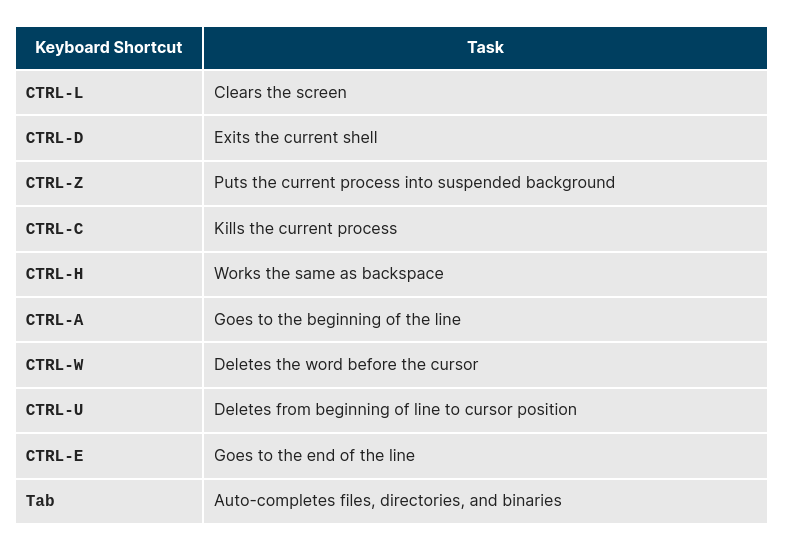 Keyboard Shortcut Task
CTRL-L Clears the screen
CTRL-D Exits the current shell
CTRL-Z Puts the current process into suspended background
CTRL-C Kills the current process
CTRL-H Works the same as backspace
CTRL-A Goes to the beginning of the line
CTRL-W Deletes the word before the cursor
CTRL-U Deletes from beginning of line to cursor position
CTRL-E Goes to the end of the line
Tab Auto-completes files, directories, and binaries